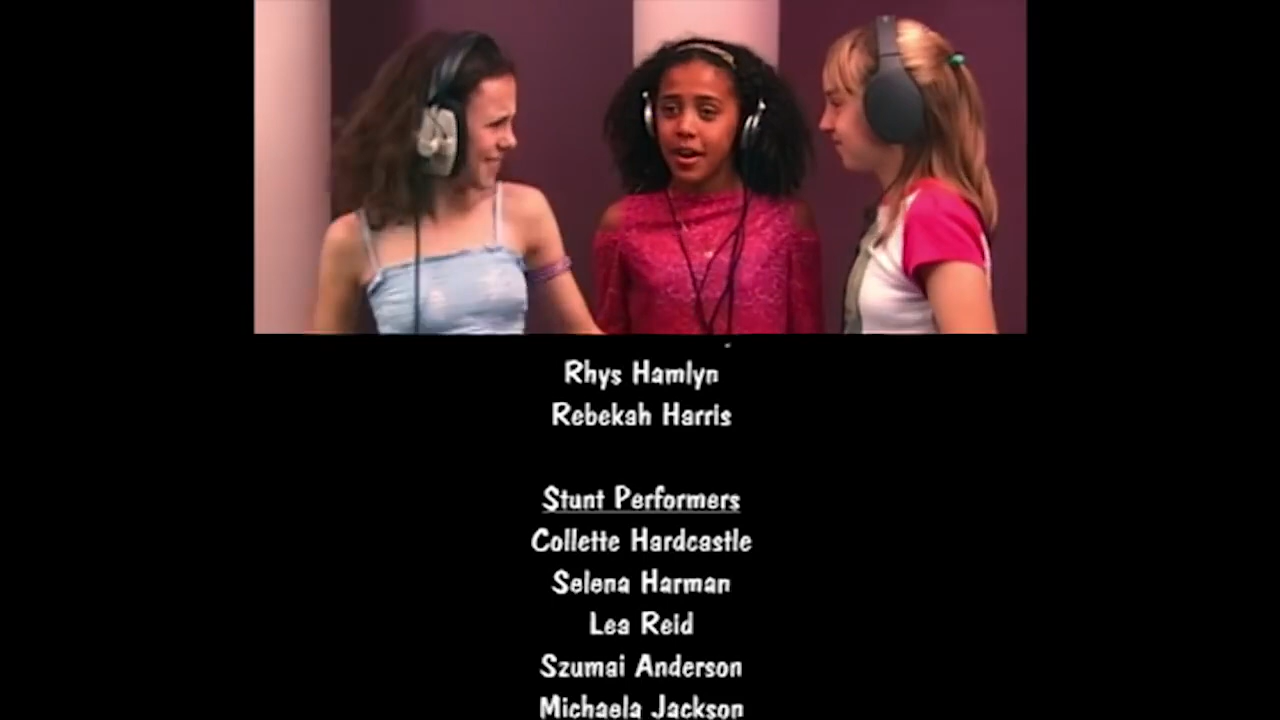 Rhys Hamlyn
Rebekah Harris
Stunt Performers
Collette Hardcastle
Selena Harman
Lea Reid
Szumai Anderson
Michaela Jackson